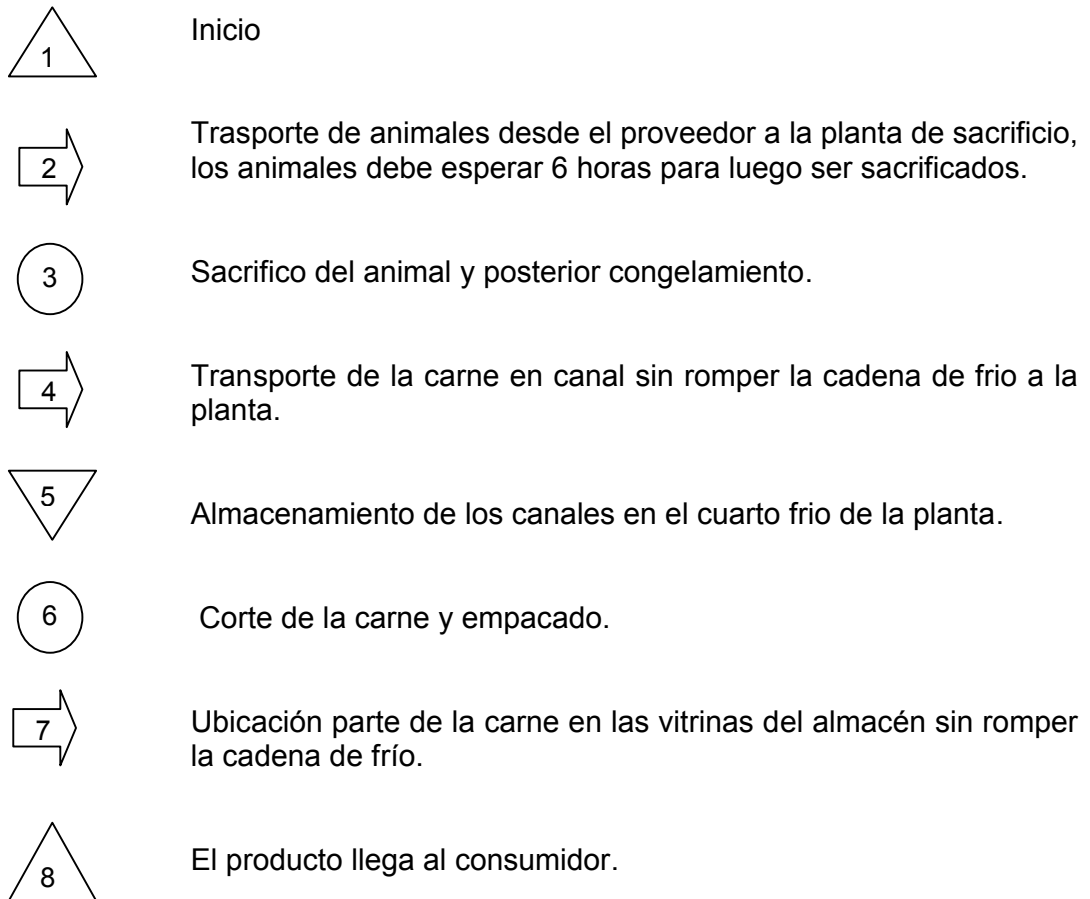 1 Inicio
2 Trasporte de animales desde el proveedor a la planta de sacrificio,
los animales debe esperar 6 horas para luego ser sacrificados.
3 Sacrifico del animal y posterior congelamiento.
4 Transporte de la carne en canal sin romper la cadena de frio a la
planta.
5 Almacenamiento de los canales en el cuarto frio de la planta.
6 Corte de la carne y empacado.
7 Ubicación parte de la carne en las vitrinas del almacén sin romper
la cadena de frío.
8 El producto llega al consumidor.